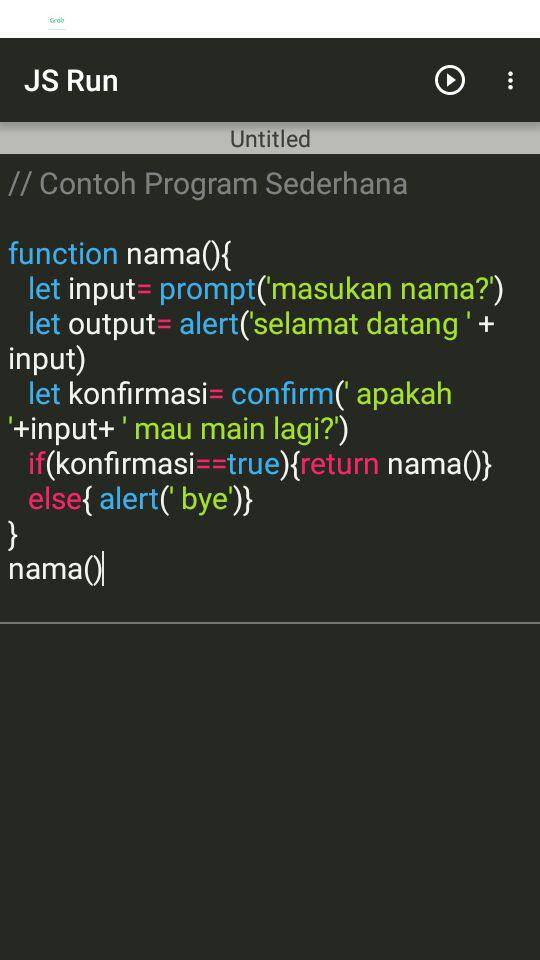 Grab
JS Run
Untitled
// Contoh Program Sederhana
function nama(){
let input= prompt('masukan nama?')
let output= alert('selamat datang ' +
input)
let konfirmasi= confirm(' apakah
'+input+ ' mau main lagi?')
if(konfirmasi==true){return nama()}
else{ alert(' bye')}
}
nama()